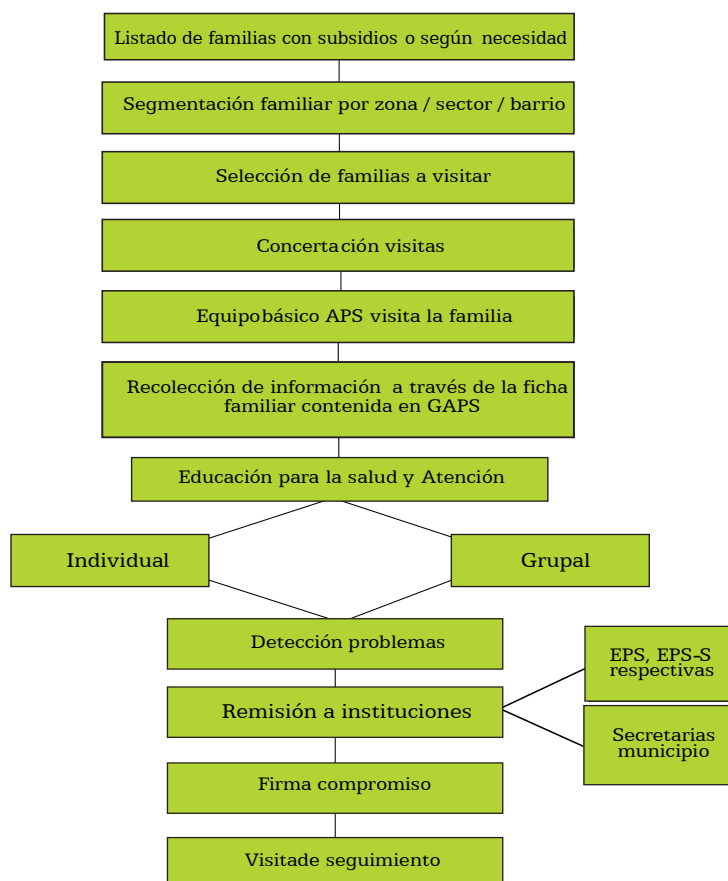 Listado de familias con subsidios o según necesidad
Segmentación familiar por zona / sector / barrio
Selección de familias a visitar
Concertación visitas
Equipobásico APS visita la familia
Recolección de información a través de la ficha
familiar contenida en GAPS
Educación para la salud y Atención
Individual
Grupal
Detección problemas
EPS, EPS-S
respectivas
Remisión a instituciones
Secretarias
municipio
Firma compromiso
Visitade seguimiento